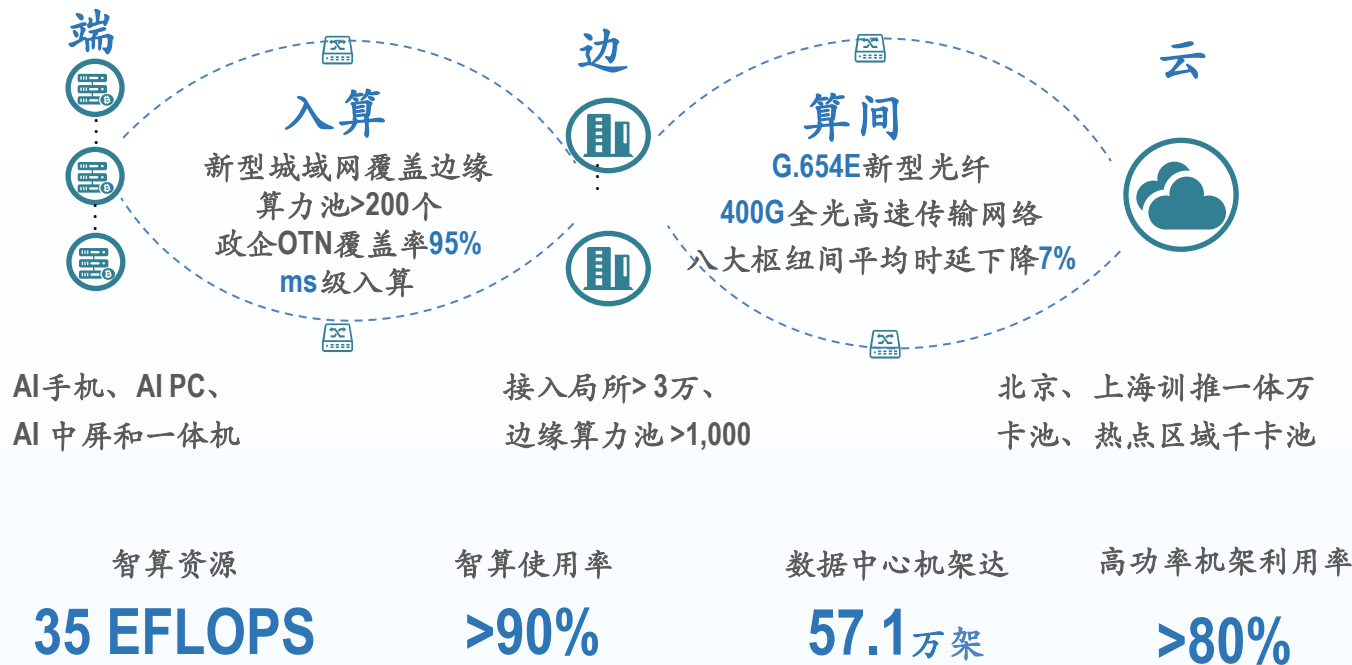 端
边
云
入算
新型城域网覆盖边缘
算力池>200个
政企OTN覆盖率95%
ms级入算
算间
G.654E新型光纤
400G全光高速传输网络
八大枢纽间平均时延下降7%
AI手机、AI PC、
AI 中屏和一体机
接入局所> 3万、
边缘算力池 >1,000
北京、上海训推一体万
卡池、热点区域千卡池
智算资源
35 EFLOPS
智算使用率
>90%
数据中心机架达
57.1万架
高功率机架利用率
>80%